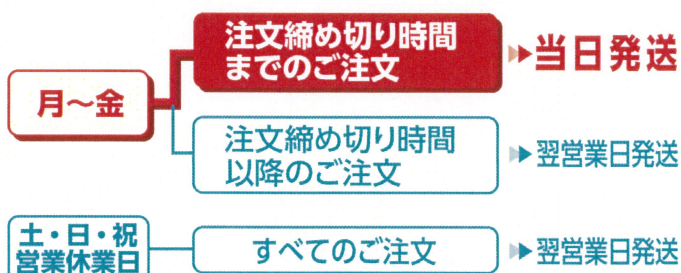 月～金
注文締め切り時間
までのご注文
当日発送
注文締め切り時間
以降のご注文
翌営業日発送
土・日・祝
営業休業日
すべてのご注文
翌営業日発送